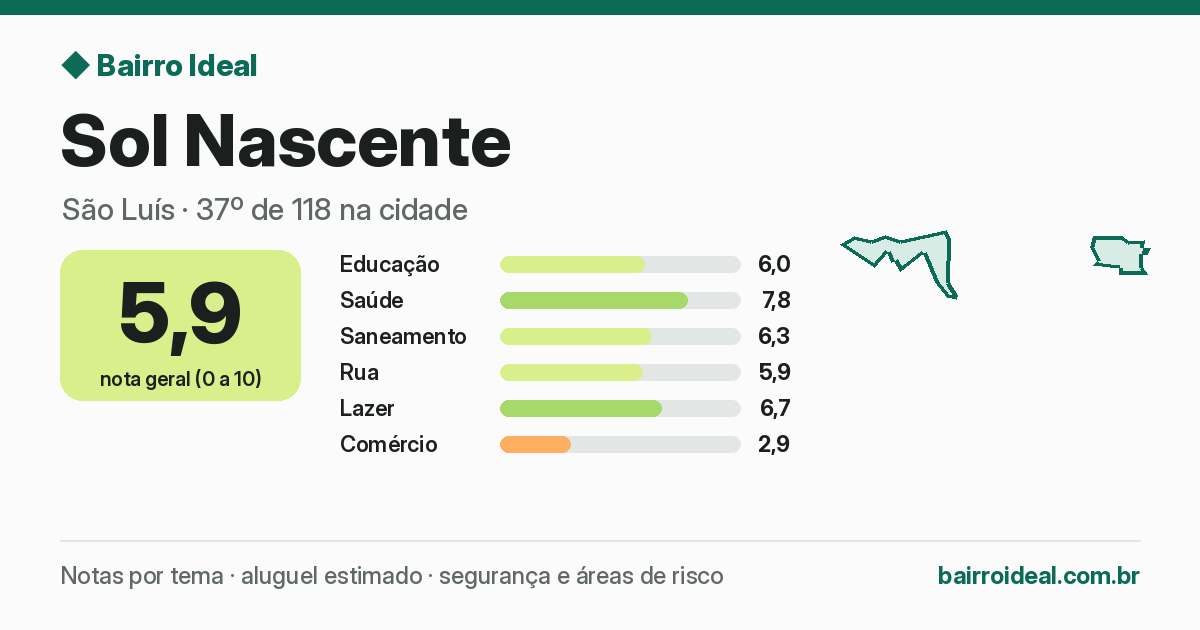 Bairro Ideal
Sol Nascente
São Luís · 37º de 118 na cidade
5,9
nota geral (0 a 10)
Educação 6,0
Saúde 7,8
Saneamento 6,3
Rua 5,9
Lazer 6,7
Comércio 2,9
Notas por tema · aluguel estimado · segurança e áreas de risco
bairroideal.com.br